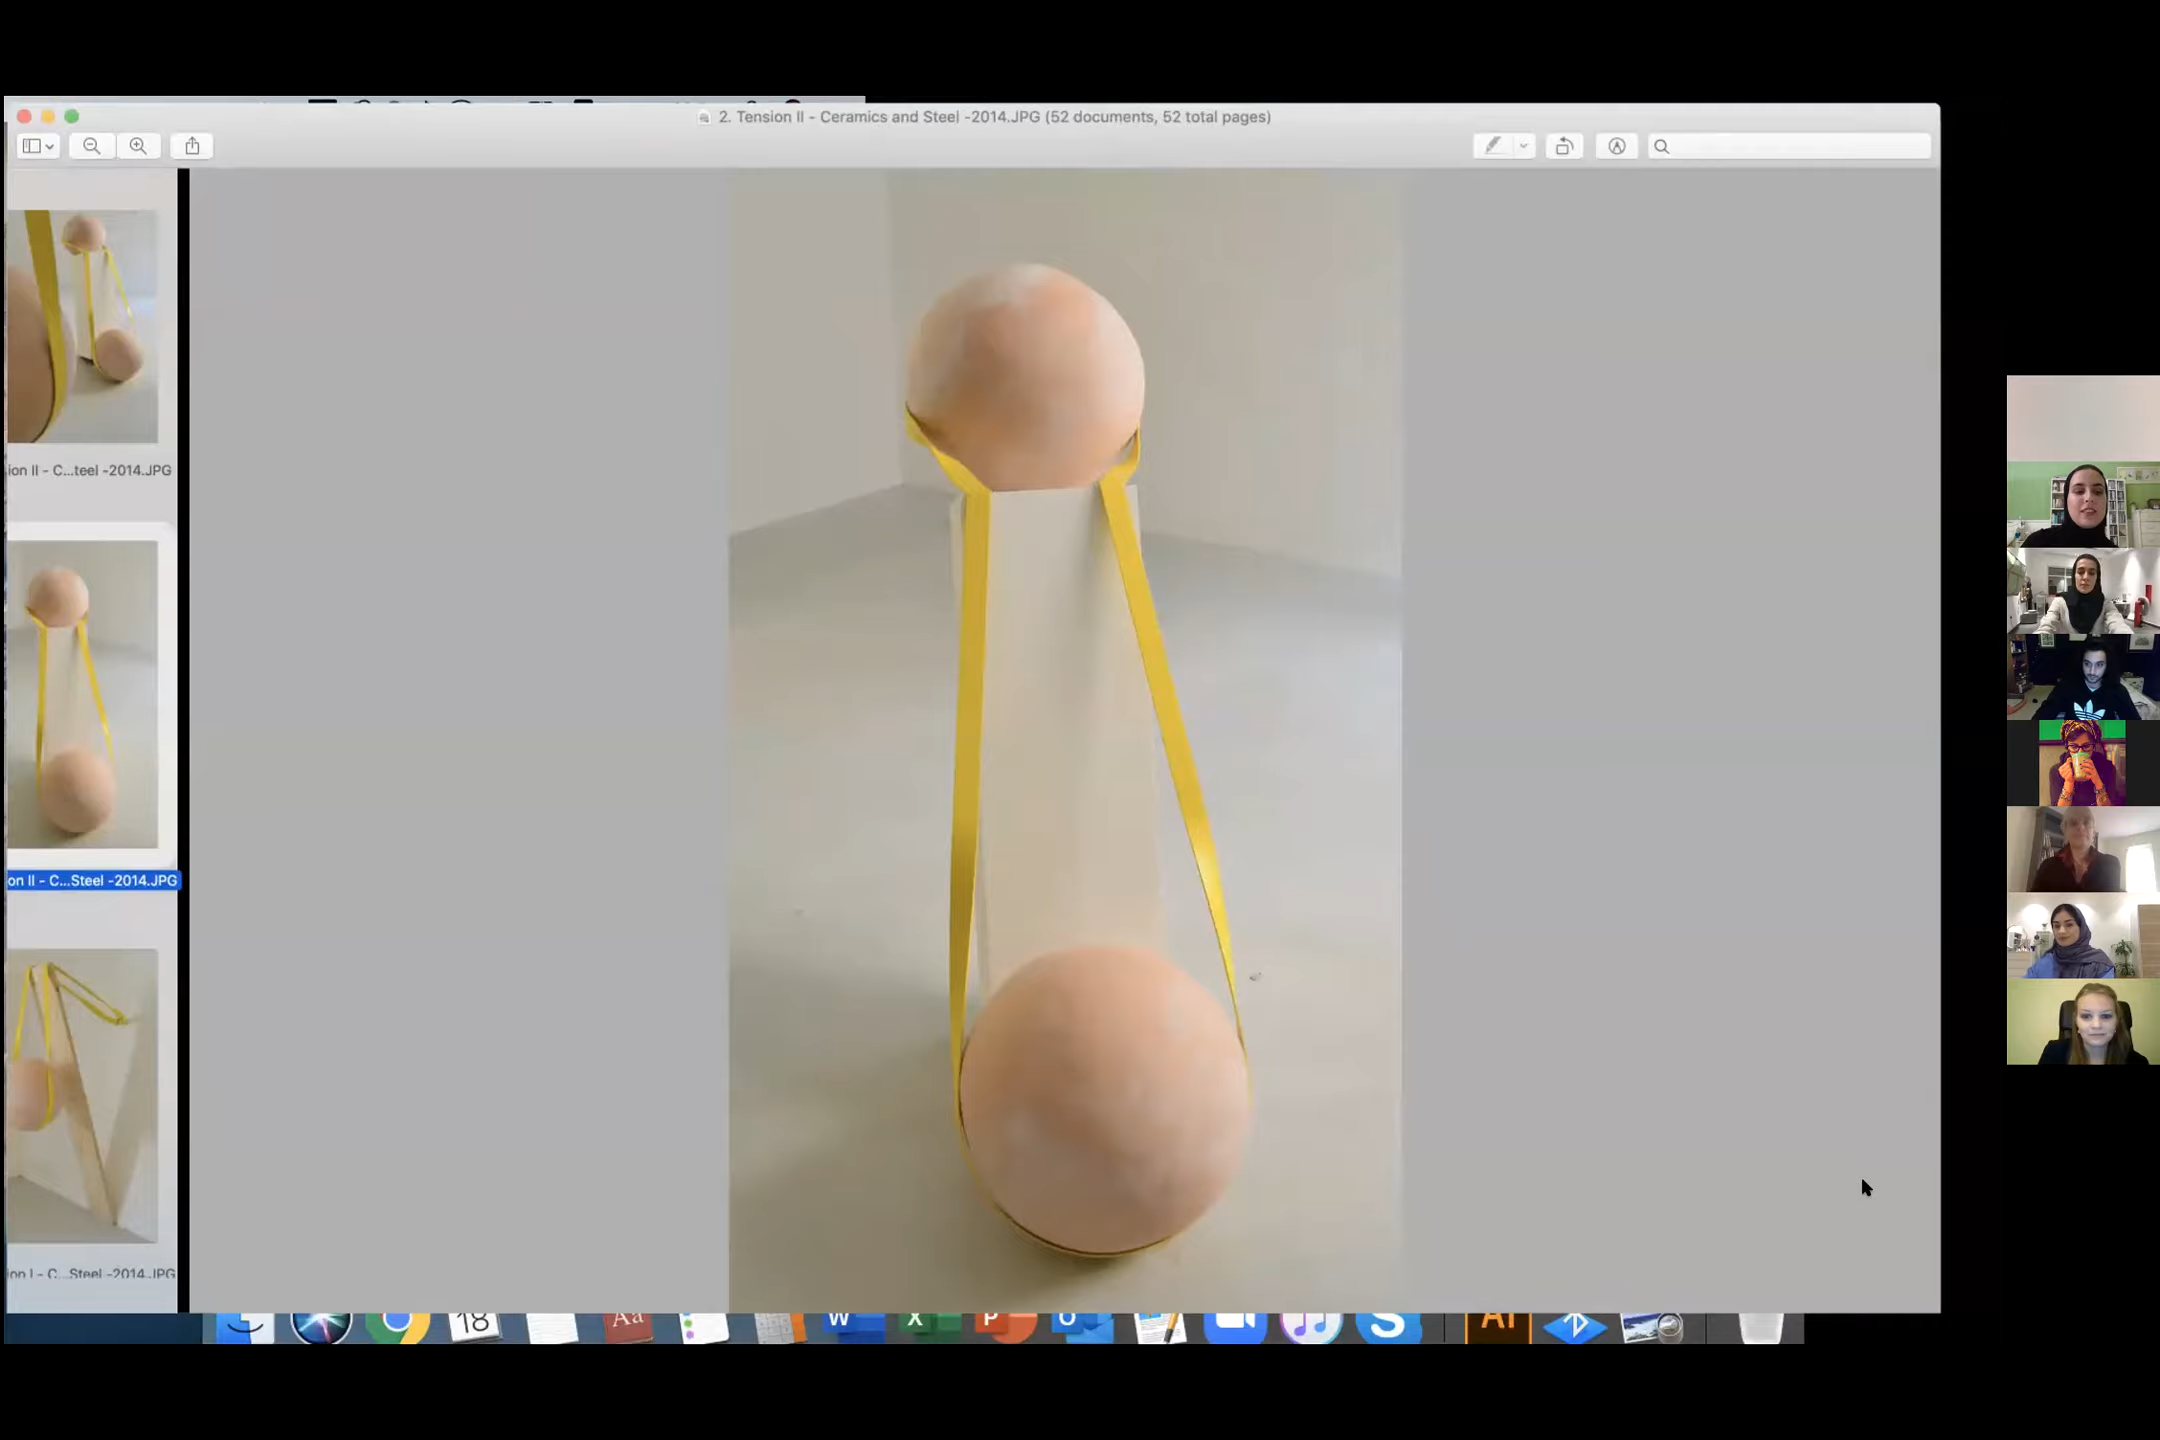 2. Tension II - Ceramics and Steel -2014.JPG (52 documents, 52 total pages)
ion II - C...teel -2014.JPG
on II - C...Steel -2014.JPG
ion I - C...Steel -2014.JPG
18
Aa
W
X
P
O
S
Ai